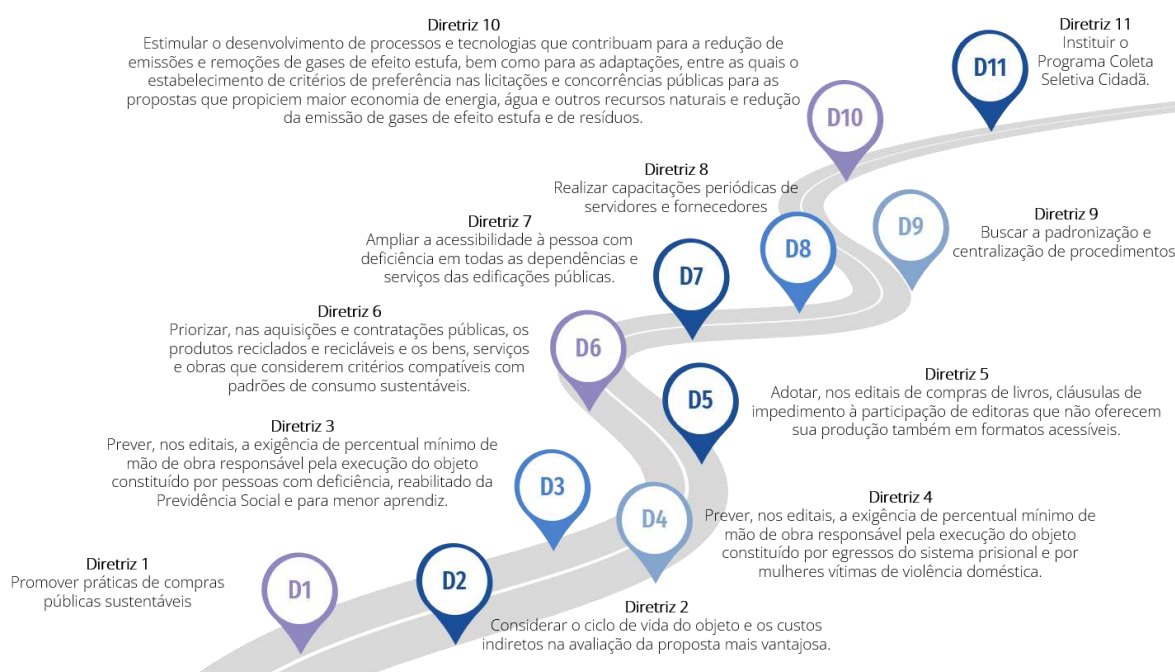 Diretriz 10
Estimular o desenvolvimento de processos e tecnologias que contribuam para a redução de
emissões e remoções de gases de efeito estufa, bem como para as adaptações, entre as quais o
estabelecimento de critérios de preferência nas licitações e concorrências públicas para as
propostas que propiciem maior economia de energia, água e outros recursos naturais e redução
da emissão de gases de efeito estufa e de resíduos.
D10
Diretriz 11
Instituir o
Programa Coleta
Seletiva Cidadã.
D11
Diretriz 8
Realizar capacitações periódicas de
servidores e fornecedores
D8
Diretriz 9
Buscar a padronização e
centralização de procedimentos
D9
Diretriz 7
Ampliar a acessibilidade à pessoa com
deficiência em todas as dependências e
serviços das edificações públicas.
D7
Diretriz 6
Priorizar, nas aquisições e contratações públicas, os
produtos reciclados e recicláveis e os bens, serviços
e obras que considerem critérios compatíveis com
padrões de consumo sustentáveis.
D6
Diretriz 5
Adotar, nos editais de compras de livros, cláusulas de
impedimento à participação de editoras que não oferecem
sua produção também em formatos acessíveis.
D5
Diretriz 3
Prever, nos editais, a exigência de percentual mínimo de
mão de obra responsável pela execução do objeto
constituído por pessoas com deficiência, reabilitado da
Previdência Social e para menor aprendiz.
D3
Diretriz 4
Prever, nos editais, a exigência de percentual mínimo de
mão de obra responsável pela execução do objeto
constituído por egressos do sistema prisional e por
mulheres vítimas de violência doméstica.
D4
Diretriz 1
Promover práticas de compras
públicas sustentáveis
D1
D2
Diretriz 2
Considerar o ciclo de vida do objeto e os custos
indiretos na avaliação da proposta mais vantajosa.